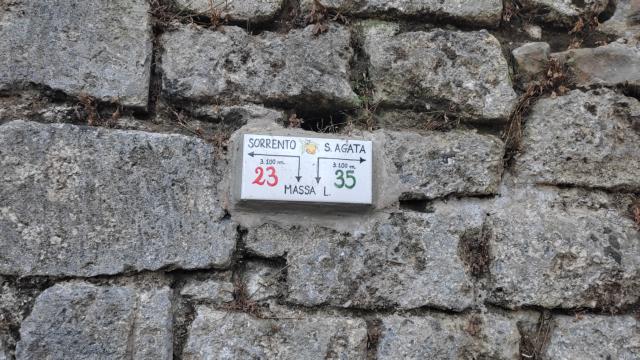 SORRENTO S. AGATA
3.100 m. 3.100 m.
23 35
MASSA L.